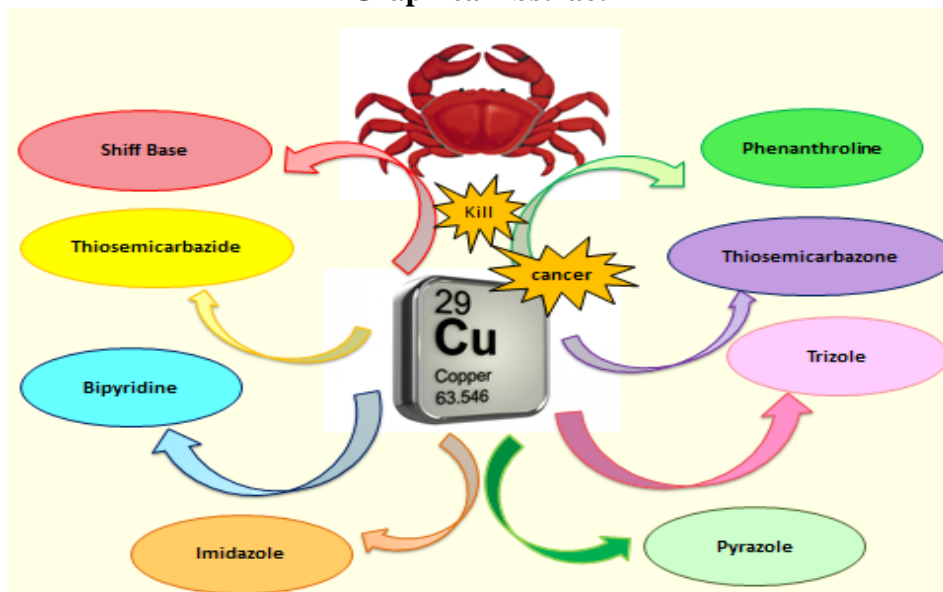 Shiff Base
Phenanthroline
Kill
Thiosemicarbazide
Thiosemicarbazone
cancer
29
Cu
Copper
63.546
Trizole
Bipyridine
Imidazole
Pyrazole